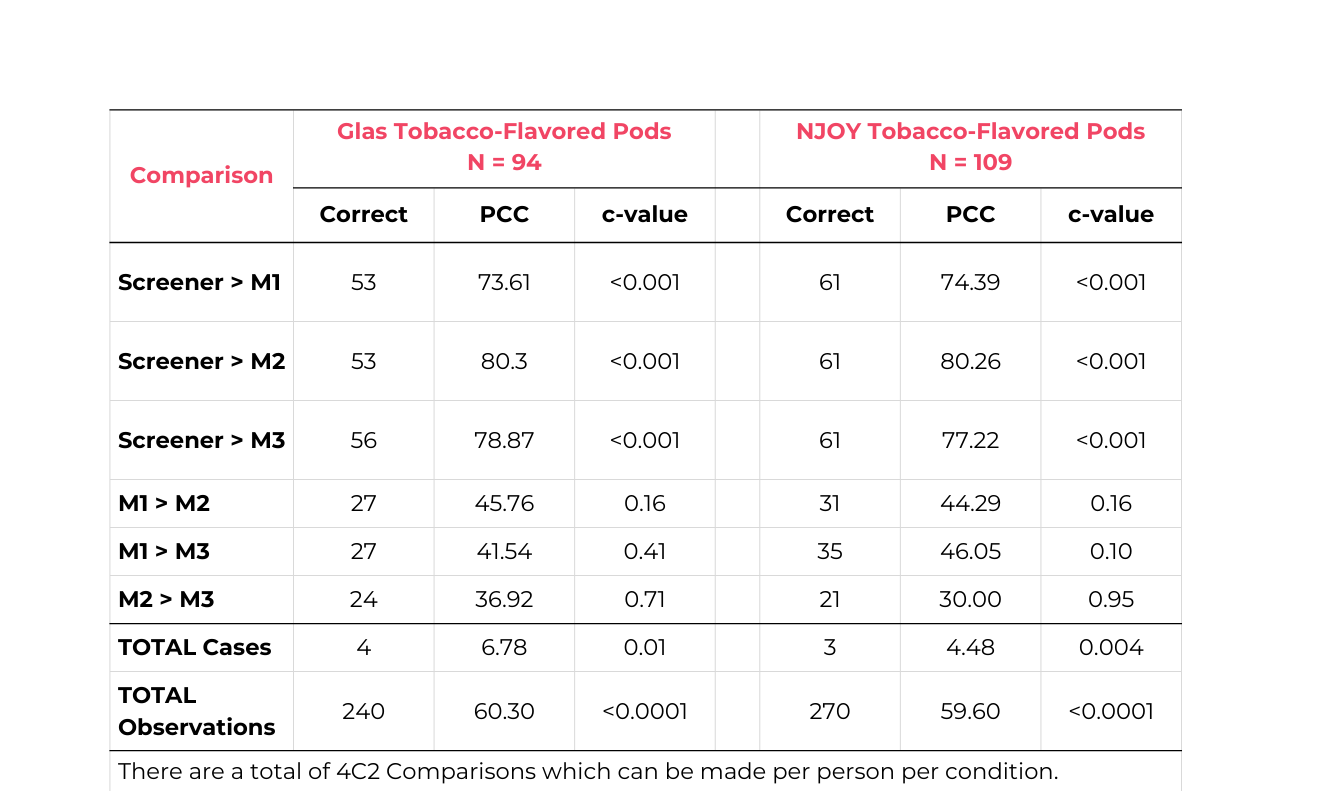 Comparison
Glas Tobacco-Flavored Pods
N = 94
NJOY Tobacco-Flavored Pods
N = 109
Correct PCC c-value Correct PCC c-value
Screener > M1 53 73.61 <0.001 61 74.39 <0.001
Screener > M2 53 80.3 <0.001 61 80.26 <0.001
Screener > M3 56 78.87 <0.001 61 77.22 <0.001
M1 > M2 27 45.76 0.16 31 44.29 0.16
M1 > M3 27 41.54 0.41 35 46.05 0.10
M2 > M3 24 36.92 0.71 21 30.00 0.95
TOTAL Cases 4 6.78 0.01 3 4.48 0.004
TOTAL
Observations 240 60.30 <0.0001 270 59.60 <0.0001
There are a total of 4C2 Comparisons which can be made per person per condition.